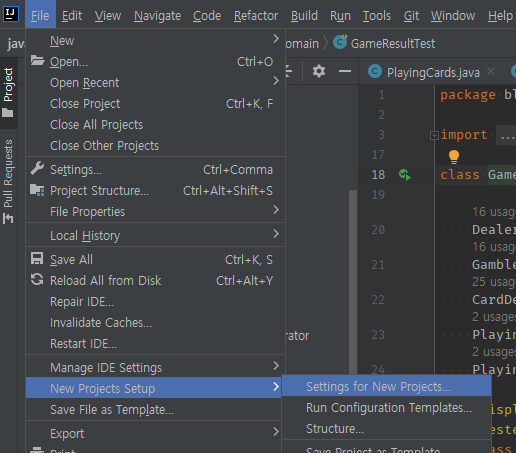 IJ File Edit View Navigate Code Refactor Build Run Tools Git Window Help
jav
omain GameResultTest
Project
Pull Requests
New
Open... Ctrl+O
Open Recent
Close Project Ctrl+K, F
Close All Projects
Close Other Projects
Settings... Ctrl+Comma
Project Structure... Ctrl+Alt+Shift+S
File Properties
Local History
Save All Ctrl+K, S
Reload All from Disk Ctrl+Alt+Y
Repair IDE...
Invalidate Caches...
Restart IDE...
Manage IDE Settings
New Projects Setup
Save File as Template...
Export
Print...
Settings for New Projects...
Run Configuration Templates...
Structure...
Save Project as Template...
rator
PlayingCards.java
1 package bl
2
3 import ...
17
18 class Game
19
16 usag
20 Dealer
16 usag
21 Gamble
25 usag
22 CardDe
2 usages
23 Playin
2 usages
24 Playin
ispl
este
ass